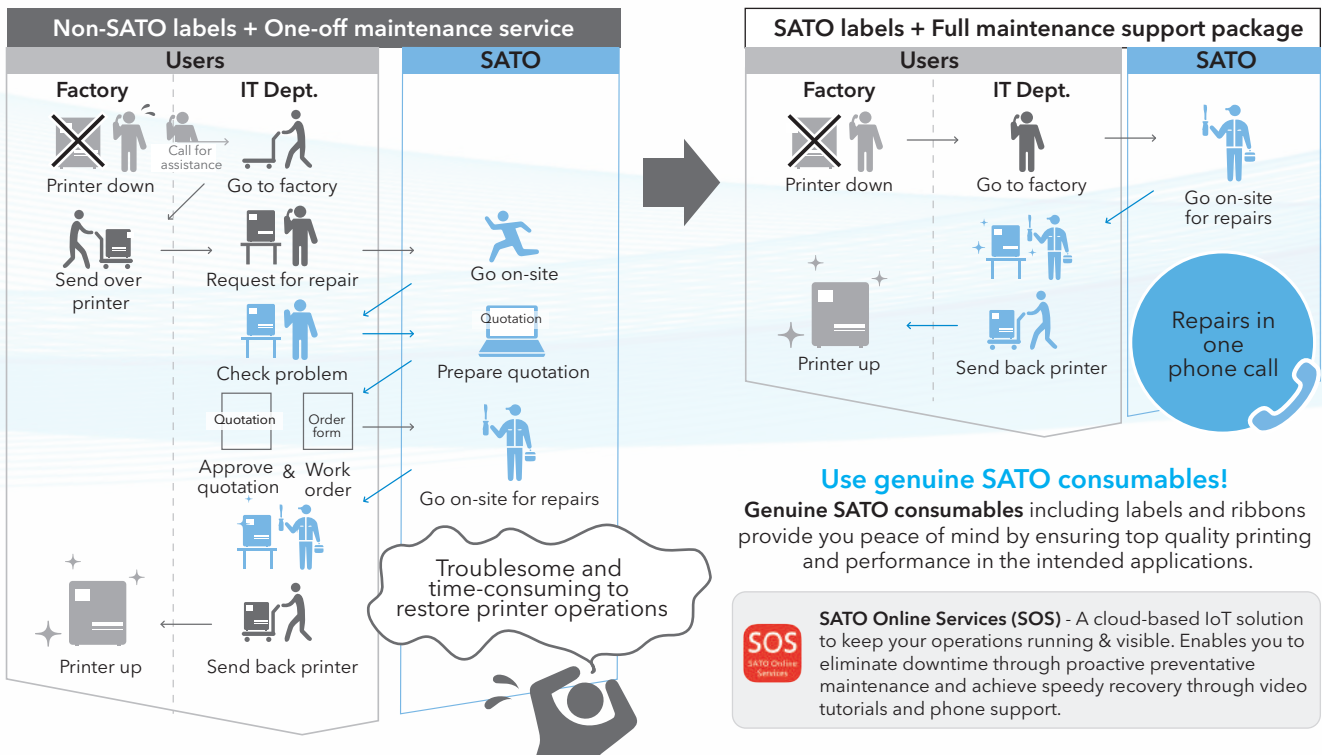 Non-SATO labels + One-off maintenance service
Users
SATO
Factory
IT Dept.
Call for
assistance
Printer down
Go to factory
Send over
printer
Request for repair
Go on-site
Quotation
Check problem
Prepare quotation
Quotation
Order
form
Approve
quotation
&
Work
order
Go on-site for repairs
Troublesome and
time-consuming to
restore printer operations
Printer up
Send back printer
SATO labels + Full maintenance support package
Users
SATO
Factory
IT Dept.
Printer down
Go to factory
Go on-site
for repairs
Printer up
Send back printer
Repairs in
one
phone call
Use genuine SATO consumables!
Genuine SATO consumables including labels and ribbons
provide you peace of mind by ensuring top quality printing
and performance in the intended applications.
SOS
SATO Online
Services
SATO Online Services (SOS) - A cloud-based IoT solution
to keep your operations running & visible. Enables you to
eliminate downtime through proactive preventative
maintenance and achieve speedy recovery through video
tutorials and phone support.